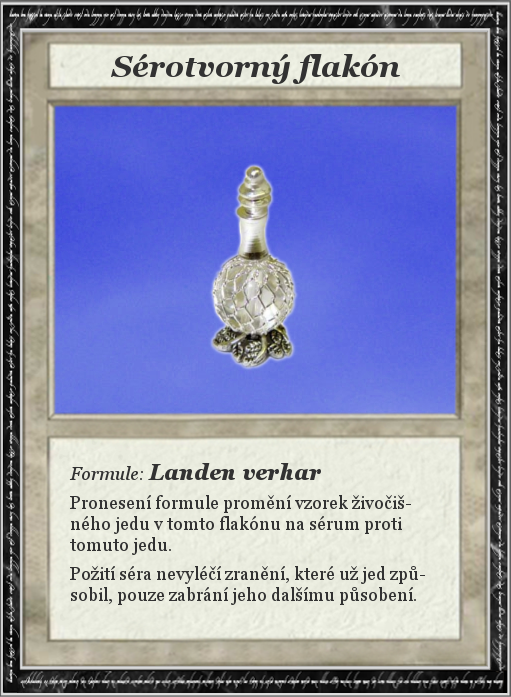 Sérotvorný flakón
Formule: Landen verhar
Pronesení formule promění vzorek živočiš-
ného jedu v tomto flakónu na sérum proti
tomuto jedu.
Požití séra nevyléčí zranění, které už jed způ-
sobil, pouze zabrání jeho dalšímu působení.